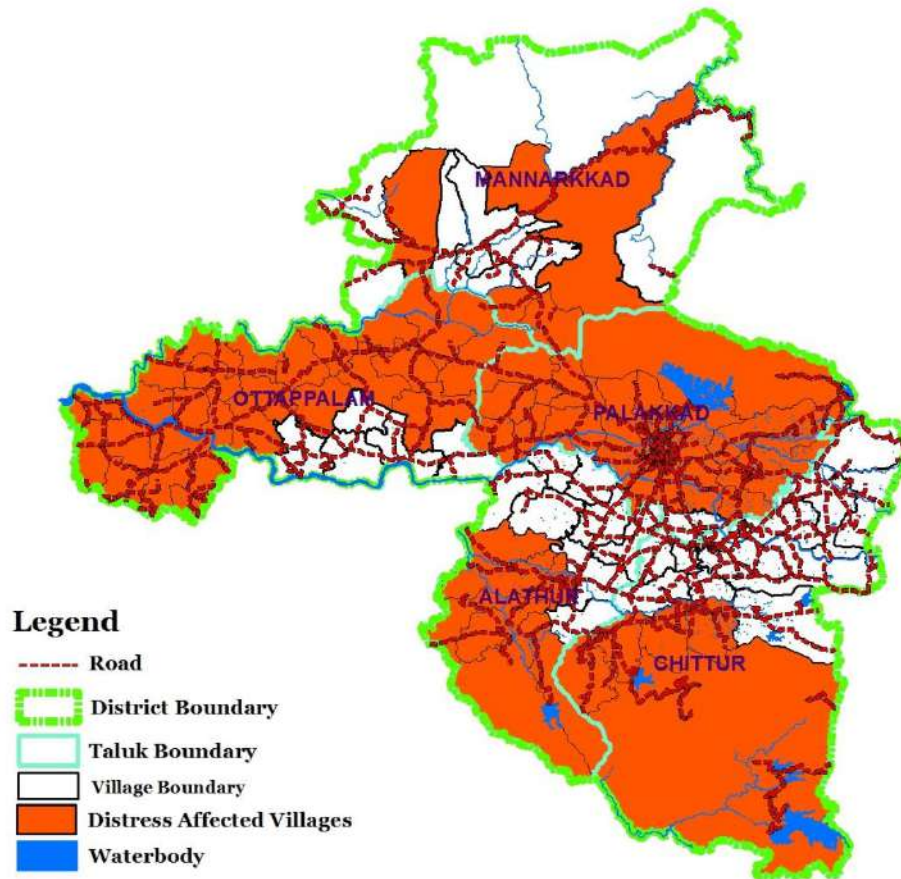 MANNARKKAD
OTTAPPALAM
PALAKKAD
ALATHUR
CHITTUR
Legend
Road
District Boundary
Taluk Boundary
Village Boundary
Distress Affected Villages
Waterbody